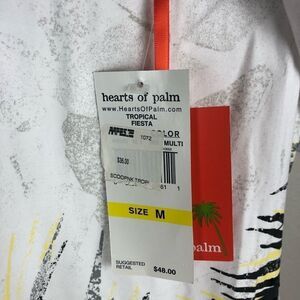 hearts of palm
www.HeartsOfPalm.com
TROPICAL
FIESTA
COLOR
MULTI
$36.00
SIZE M
SUGGESTED
RETAIL
$48.00
palm